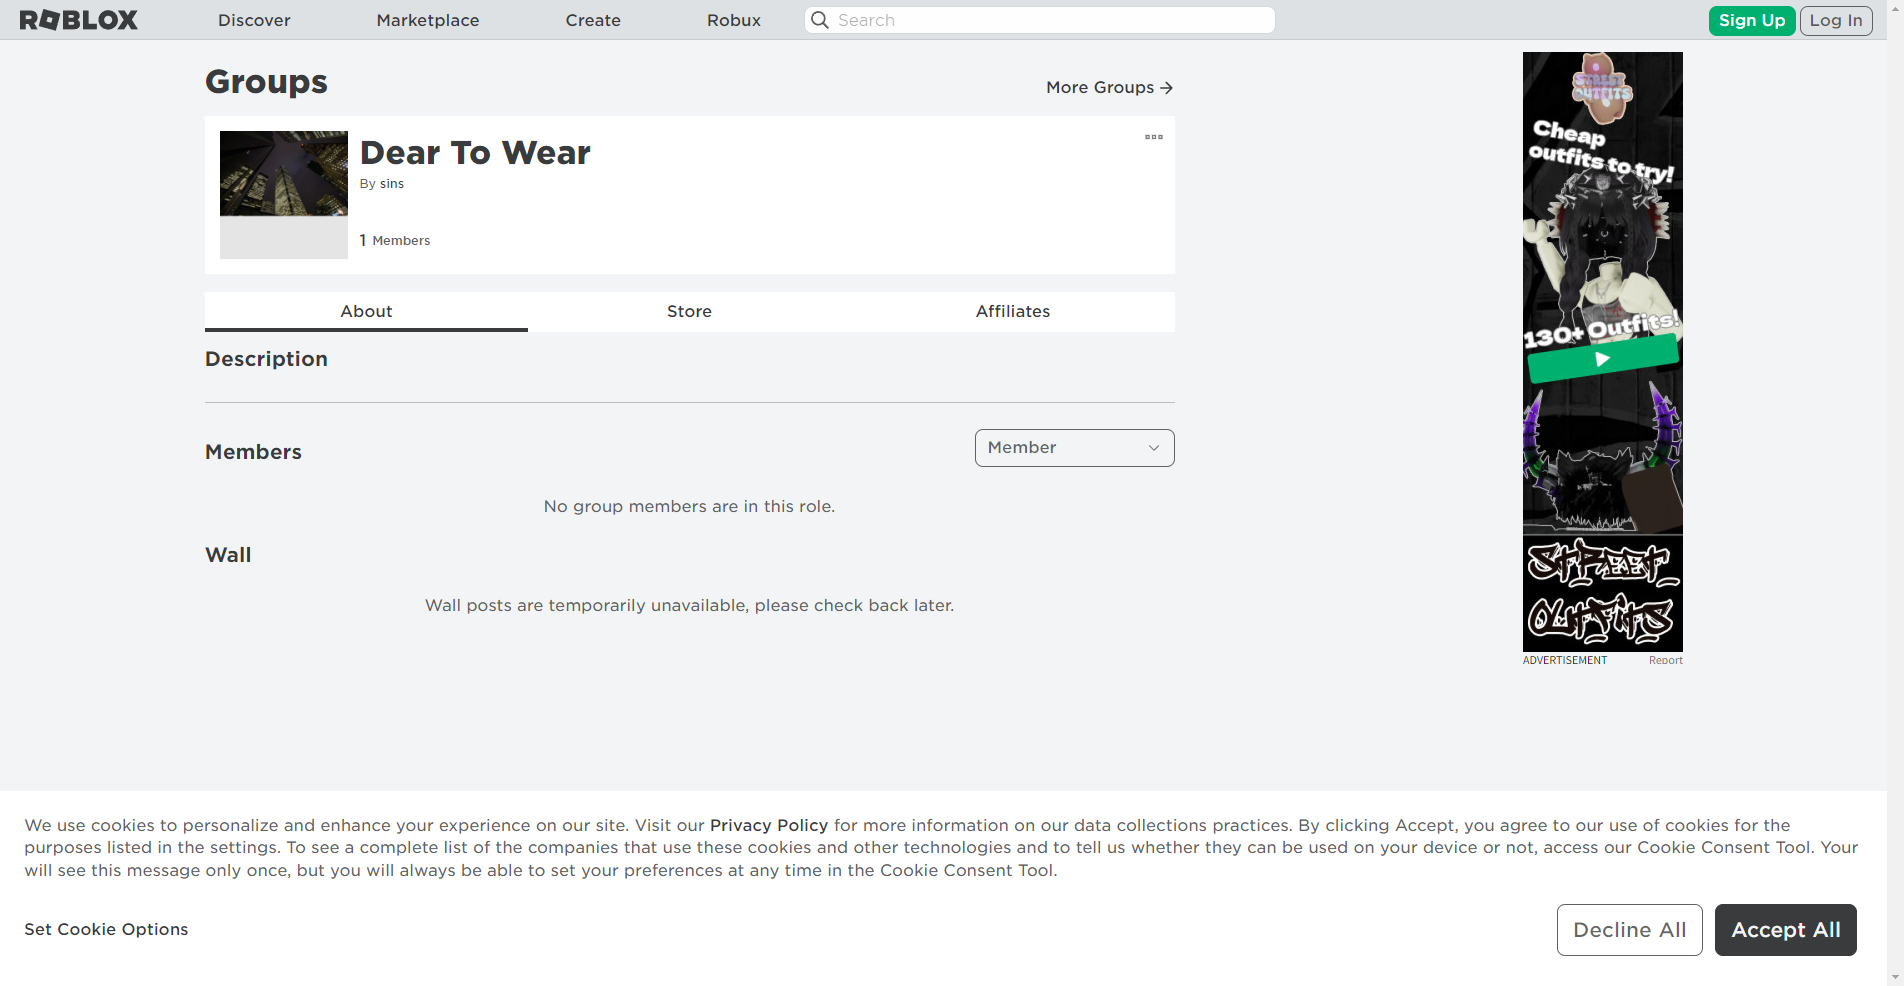 ROBLOX
Discover
Marketplace
Create
Robux
Search
Sign Up
Log In
Groups
More Groups →
Dear To Wear
By sins
1 Members
About
Store
Affiliates
Description
Members
Member
No group members are in this role.
Wall
Wall posts are temporarily unavailable, please check back later.
STREET
OUTFITS
Cheap
outfits to try!
130+ Outfits!
STREET
OUTFITS
ADVERTISEMENT
Report
We use cookies to personalize and enhance your experience on our site. Visit our Privacy Policy for more information on our data collections practices. By clicking Accept, you agree to our use of cookies for the
purposes listed in the settings. To see a complete list of the companies that use these cookies and other technologies and to tell us whether they can be used on your device or not, access our Cookie Consent Tool. Your
will see this message only once, but you will always be able to set your preferences at any time in the Cookie Consent Tool.
Set Cookie Options
Decline All
Accept All